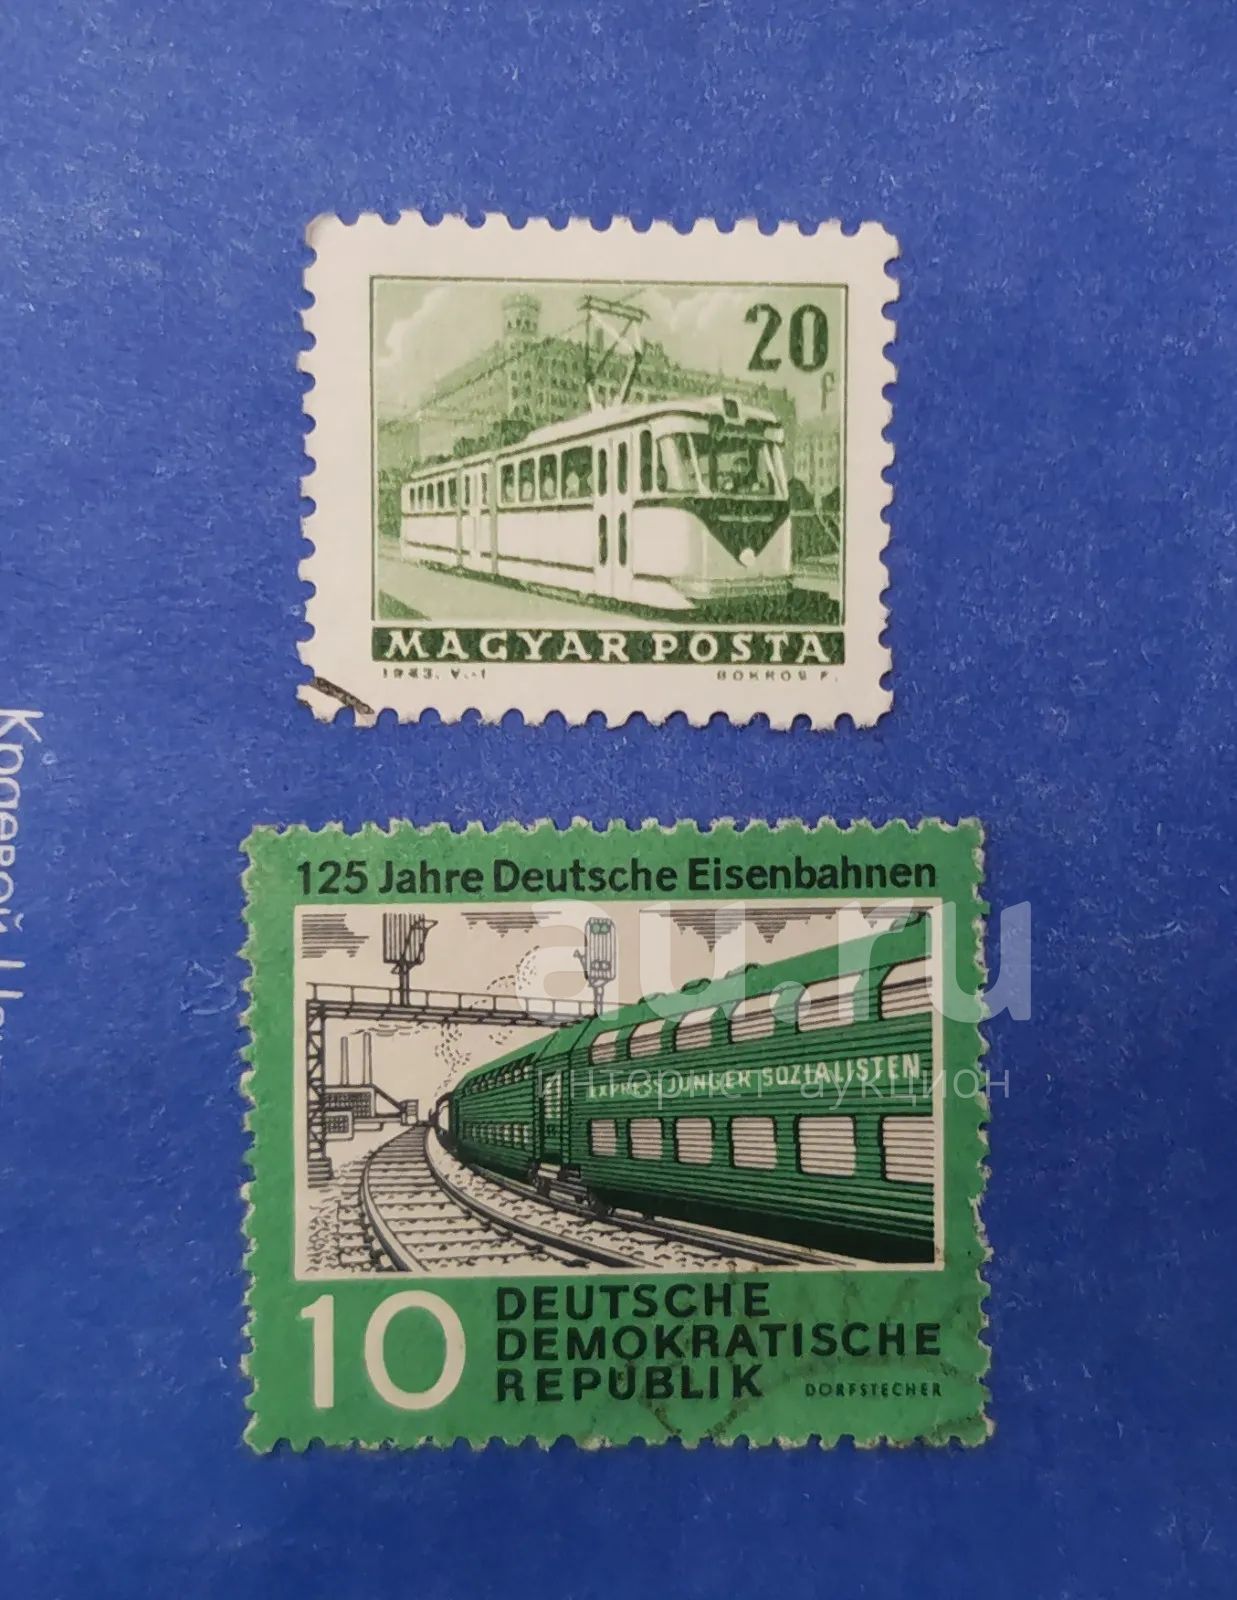 20
f
MAGYAR POSTA
BOKROS F.
125 Jahre Deutsche Eisenbahnen
au.ru
интернет аукцион
EXPRESS JUNGER SOZIALISTEN
10
DEUTSCHE
DEMOKRATISCHE
REPUBLIK
DORFSTECHER
Краевой